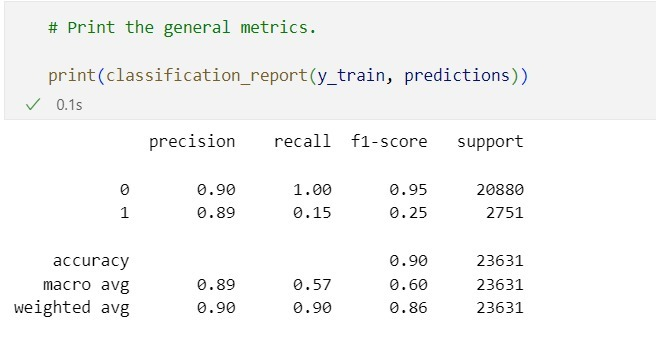 # Print the general metrics.
print(classification_report(y_train, predictions))
0.1s
precision recall f1-score support
0 0.90 1.00 0.95 20880
1 0.89 0.15 0.25 2751
accuracy 0.90 23631
macro avg 0.89 0.57 0.60 23631
weighted avg 0.90 0.90 0.86 23631